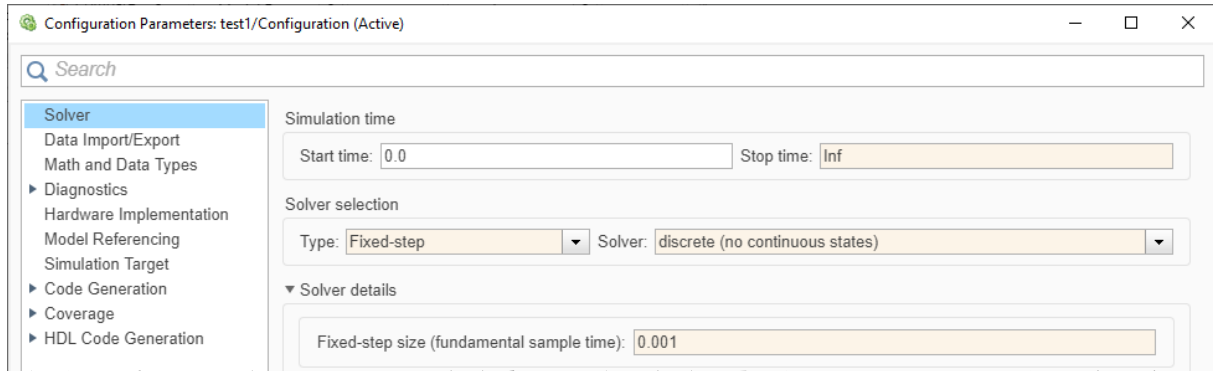 Configuration Parameters: test1/Configuration (Active)
Search
Solver
Data Import/Export
Math and Data Types
Diagnostics
Hardware Implementation
Model Referencing
Simulation Target
Code Generation
Coverage
HDL Code Generation
Simulation time
Start time: 0.0 Stop time: Inf
Solver selection
Type: Fixed-step Solver: discrete (no continuous states)
Solver details
Fixed-step size (fundamental sample time): 0.001